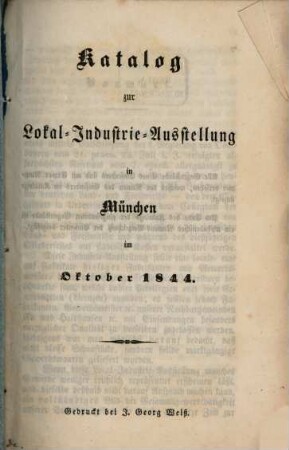 Katalog
zur
Lokal-Industrie-Ausstellung
in
München
im
Oktober 1844.
Gedruckt bei J. Georg Weiß.